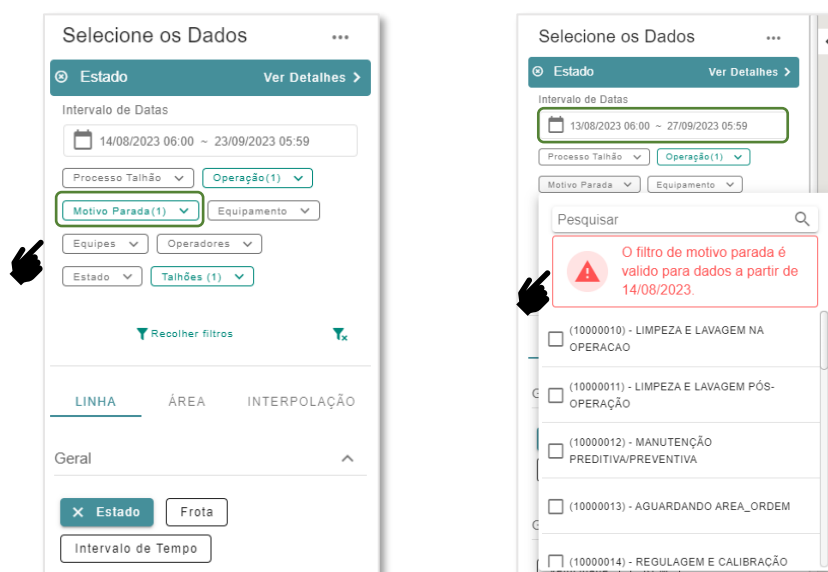 Selecione os Dados
Estado Ver Detalhes
Intervalo de Datas
14/08/2023 06:00 ~ 23/09/2023 05:59
Processo Talhão Operação(1)
Motivo Parada(1) Equipamento
Equipes Operadores
Estado Talhões (1)
Recolher filtros
LINHA ÁREA INTERPOLAÇÃO
Geral
Estado Frota
Intervalo de Tempo
Selecione os Dados
Estado Ver Detalhes
Intervalo de Datas
13/08/2023 06:00 ~ 27/09/2023 05:59
Processo Talhão Operação(1)
Motivo Parada Equipamento
Pesquisar
O filtro de motivo parada é
valido para dados a partir de
14/08/2023.
(10000010) - LIMPEZA E LAVAGEM NA
OPERACAO
(10000011) - LIMPEZA E LAVAGEM PÓS-
OPERAÇÃO
(10000012) - MANUTENÇÃO
PREDITIVA/PREVENTIVA
(10000013) - AGUARDANDO AREA_ORDEM
(10000014) - REGULAGEM E CALIBRAÇÃO